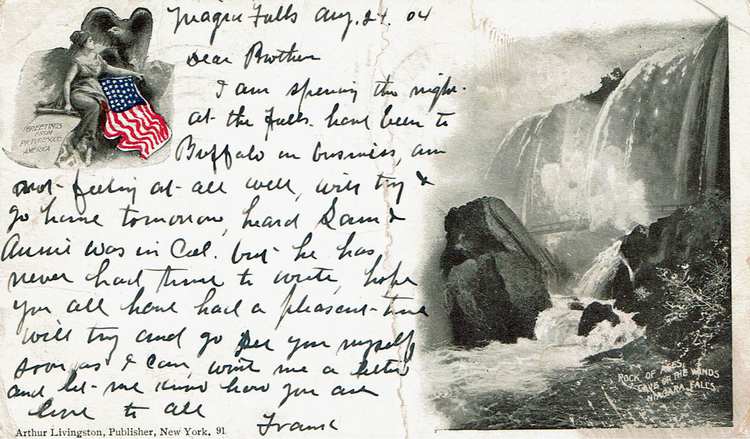 Niagra Falls Aug. 24, 04
Dear Brother
I am spening the night
at the Falls have been to
Buffalo on business, am
not feeling at all well, will try &
go home tomorrow, heard Sam &
Annie was in Cal. but he has
never had time to write, hope
you all have had a pleasent time
will try and go see you myself
soon as I can, write me a letter
and let me know how you are
love to all
Frank
GREETINGS
FROM
PICTURESQUE
AMERICA
ROCK OF AGES,
CAVE OF THE WINDS
NIAGARA FALLS.
Arthur Livingston, Publisher, New York. 91